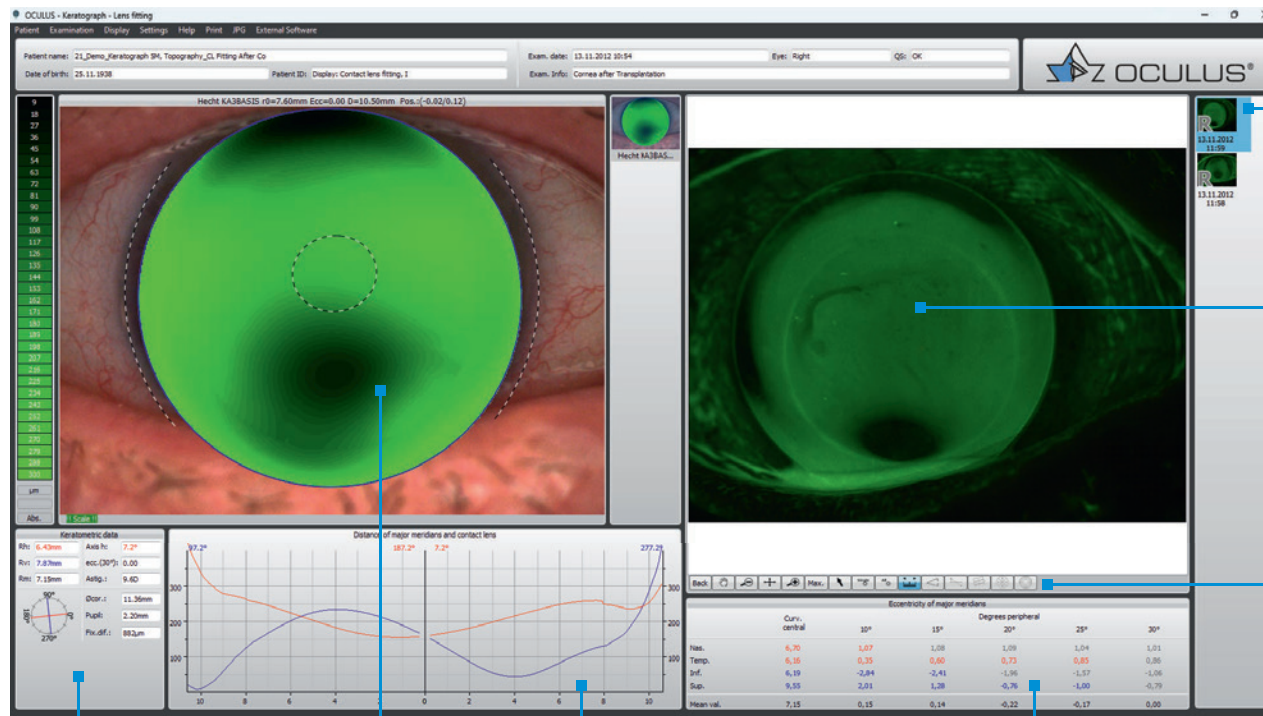 OCULUS - Keratograph - Lens fitting
Patient Examination Display Settings Help Print JPG External Software
Patient name: 21_Demo_Keratograph 5M, Topography_CL Fitting After Co
Exam. date: 13.11.2012 10:54 Eye: Right QS: OK
Date of birth: 25.11.1938 Patient ID: Display: Contact lens fitting, I
Exam. Info: Cornea after Transplantation
OCULUS®
Hecht KA3BASIS r0=7.60mm Ecc=0.00 D=10.50mm Pos.:(-0.02/0.12)
9
18
27
36
45
54
63
72
81
90
99
108
117
126
135
144
153
162
171
180
189
198
207
216
225
234
243
252
261
270
279
288
300
µm
Abs.
Hecht KA3BAS...
R
13.11.2012
11:59
R
13.11.2012
11:58
Keratometric data
Rh: 6.43mm Axis h: 7.2°
Rv: 7.87mm ecc.(30°): 0.00
Rm: 7.15mm Astig.: 9.6D
Øcor.: 11.36mm
Pupil: 2.20mm
Fix.dif.: 882µm
90°
180° 0°
270°
Distance of major meridians and contact lens
97.2° 187.2° 7.2° 277.2°
300 300
200 200
100 100
10 8 6 4 2 0 2 4 6 8 10
Back Max.
Eccentricity of major meridians
Curv. central Degrees peripheral
10° 15° 20° 25° 30°
Nas. 6,70 1,07 1,08 1,09 1,04 1,01
Temp. 6,16 0,35 0,60 0,73 0,85 0,86
Inf. 6,19 -2,84 -2,41 -1,96 -1,57 -1,06
Sup. 9,55 2,01 1,28 -0,76 -1,00 -0,79
Mean val. 7,15 0,15 0,14 -0,22 -0,17 0,00